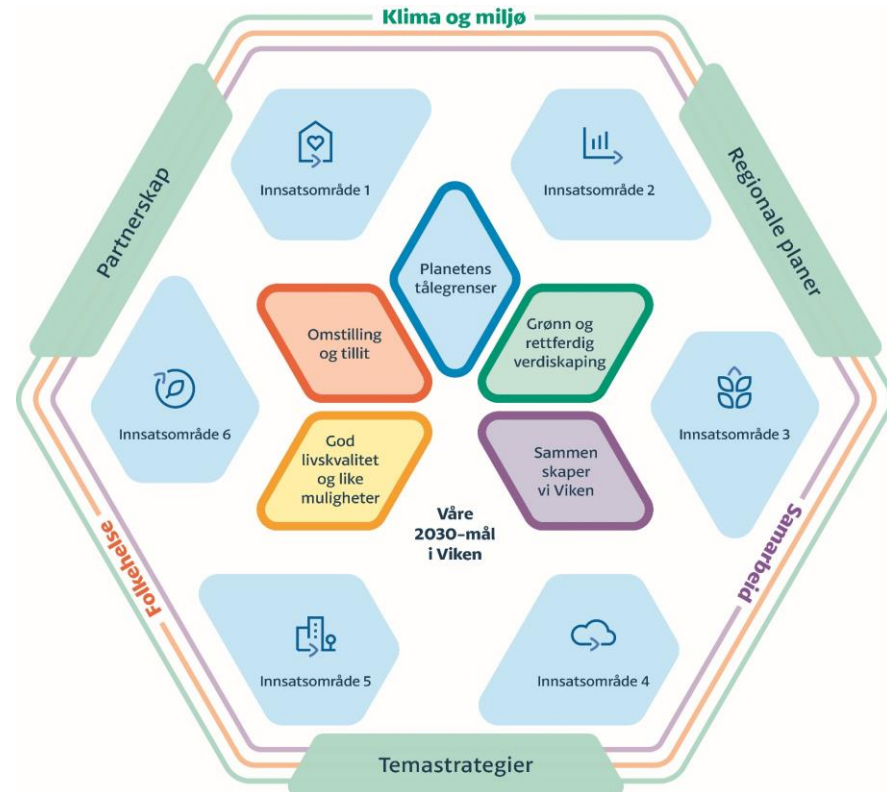 Klima og miljø
Partnerskap
Regionale planer
Innsatsområde 1
Innsatsområde 2
Planetens
tålegrenser
Omstilling
og tillit
Grønn og
rettferdig
verdiskaping
Innsatsområde 6
Innsatsområde 3
God
livskvalitet
og like
muligheter
Sammen
skaper
vi Viken
Våre
2030–mål
i Viken
Folkehelse
Samarbeid
Innsatsområde 5
Innsatsområde 4
Temastrategier